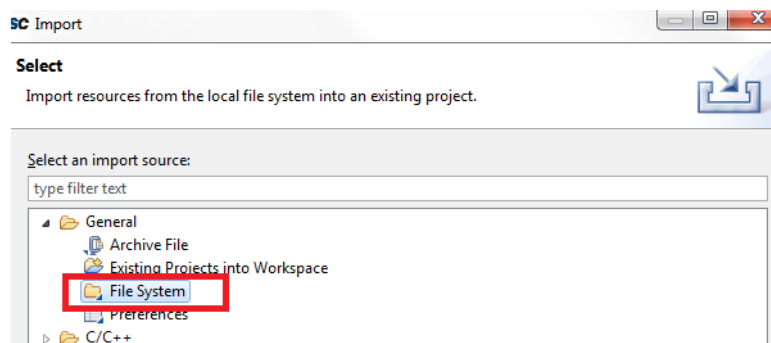 SC Import
Select
Import resources from the local file system into an existing project.
Select an import source:
type filter text
General
Archive File
Existing Projects into Workspace
File System
Preferences
C/C++